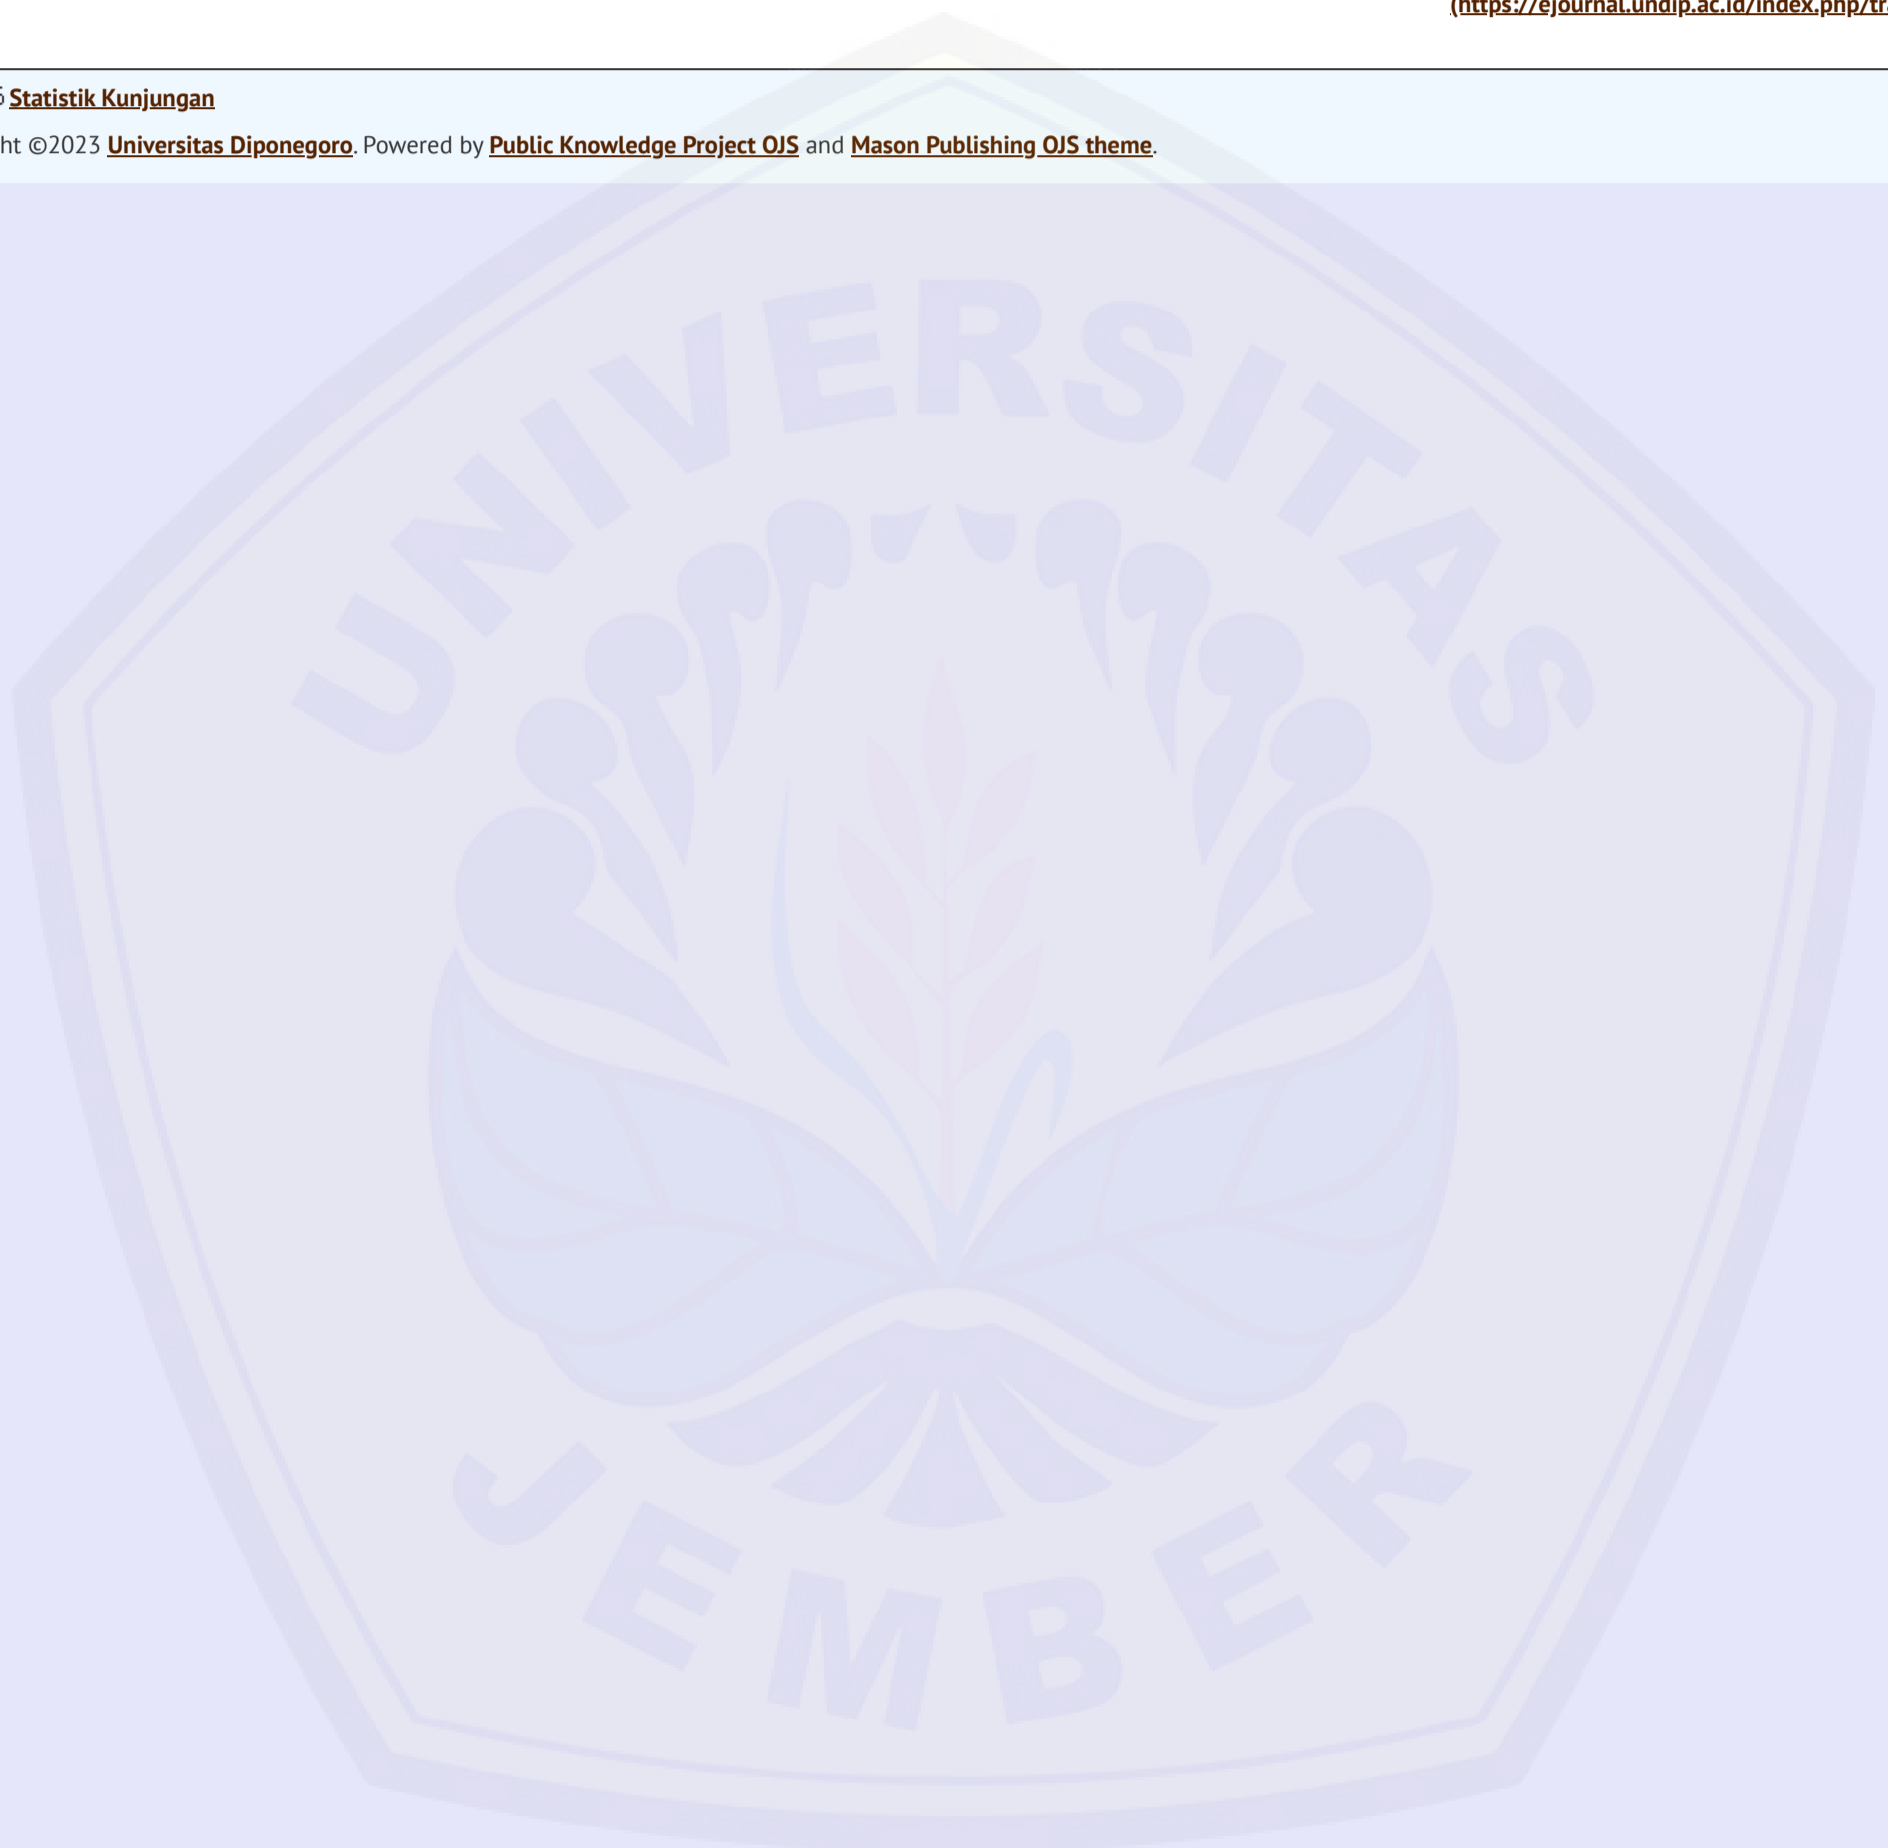 (https://ejournal.undip.ac.id/index.php/tr
Statistik Kunjungan
ht ©2023 Universitas Diponegoro. Powered by Public Knowledge Project OJS and Mason Publishing OJS theme.
UNIVERSITAS
JEMBER